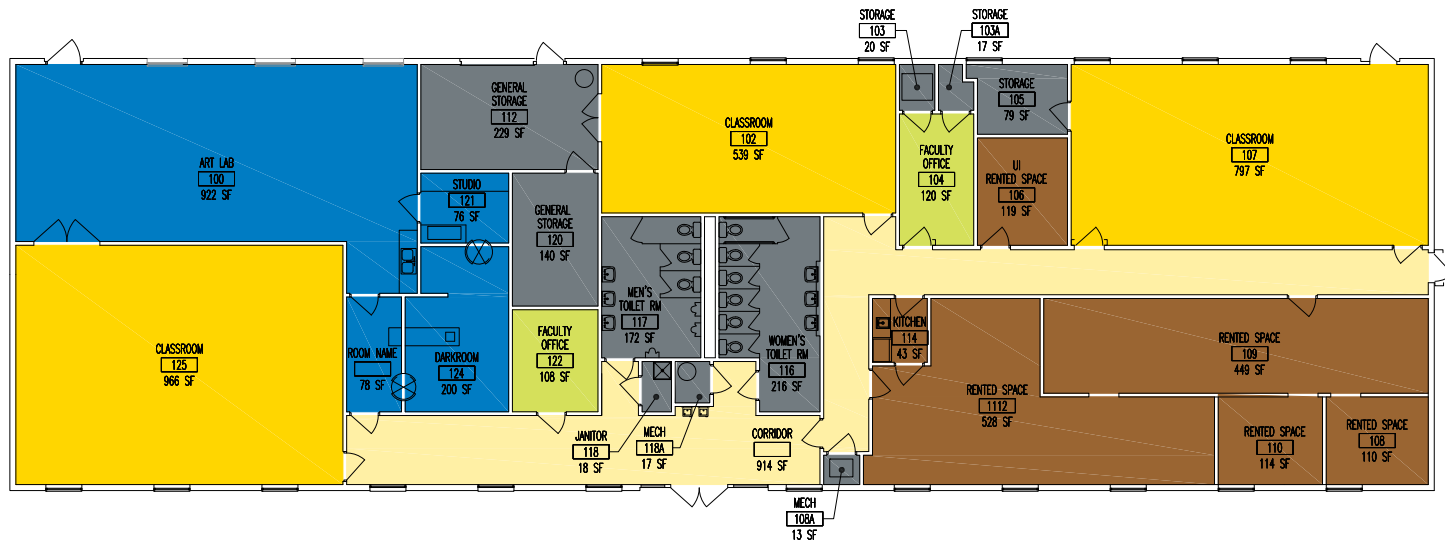 STORAGE
103
20 SF
STORAGE
103A
17 SF
GENERAL
STORAGE
112
229 SF
STORAGE
105
79 SF
CLASSROOM
102
539 SF
CLASSROOM
107
797 SF
ART LAB
100
922 SF
FACULTY
OFFICE
104
120 SF
UI
RENTED SPACE
106
119 SF
STUDIO
121
76 SF
GENERAL
STORAGE
120
140 SF
MEN'S
TOILET RM
117
172 SF
WOMEN'S
TOILET RM
116
216 SF
KITCHEN
114
43 SF
RENTED SPACE
109
449 SF
CLASSROOM
125
966 SF
ROOM NAME
78 SF
DARKROOM
124
200 SF
FACULTY
OFFICE
122
108 SF
RENTED SPACE
1112
528 SF
JANITOR
118
18 SF
MECH
118A
17 SF
CORRIDOR
914 SF
RENTED SPACE
110
114 SF
RENTED SPACE
108
110 SF
MECH
108A
13 SF